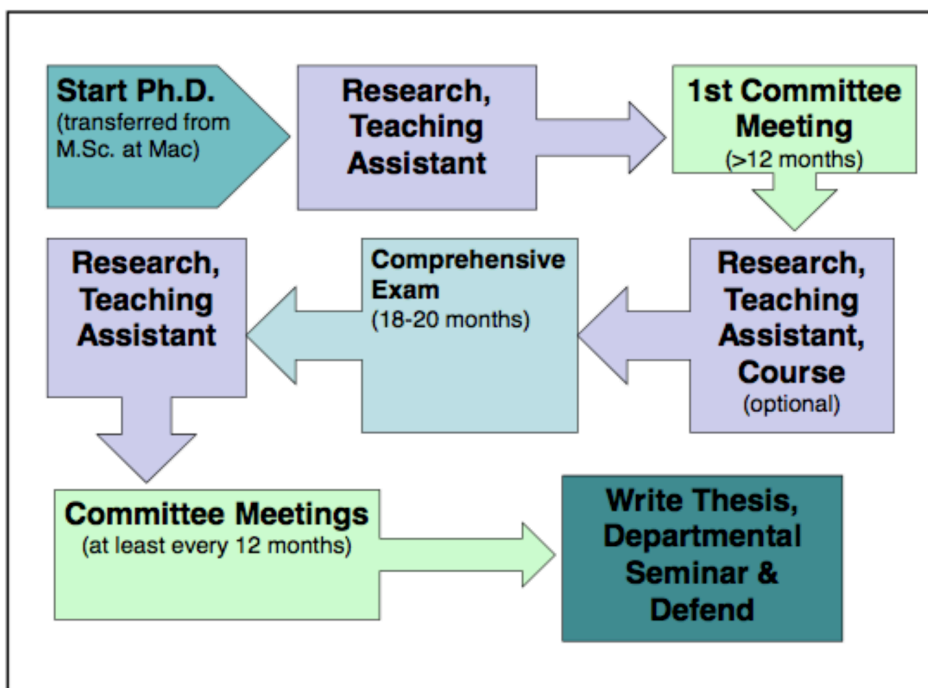 Start Ph.D.
(transferred from
M.Sc. at Mac)
Research,
Teaching
Assistant
1st Committee
Meeting
(>12 months)
Research,
Teaching
Assistant,
Course
(optional)
Comprehensive
Exam
(18-20 months)
Research,
Teaching
Assistant
Committee Meetings
(at least every 12 months)
Write Thesis,
Departmental
Seminar &
Defend